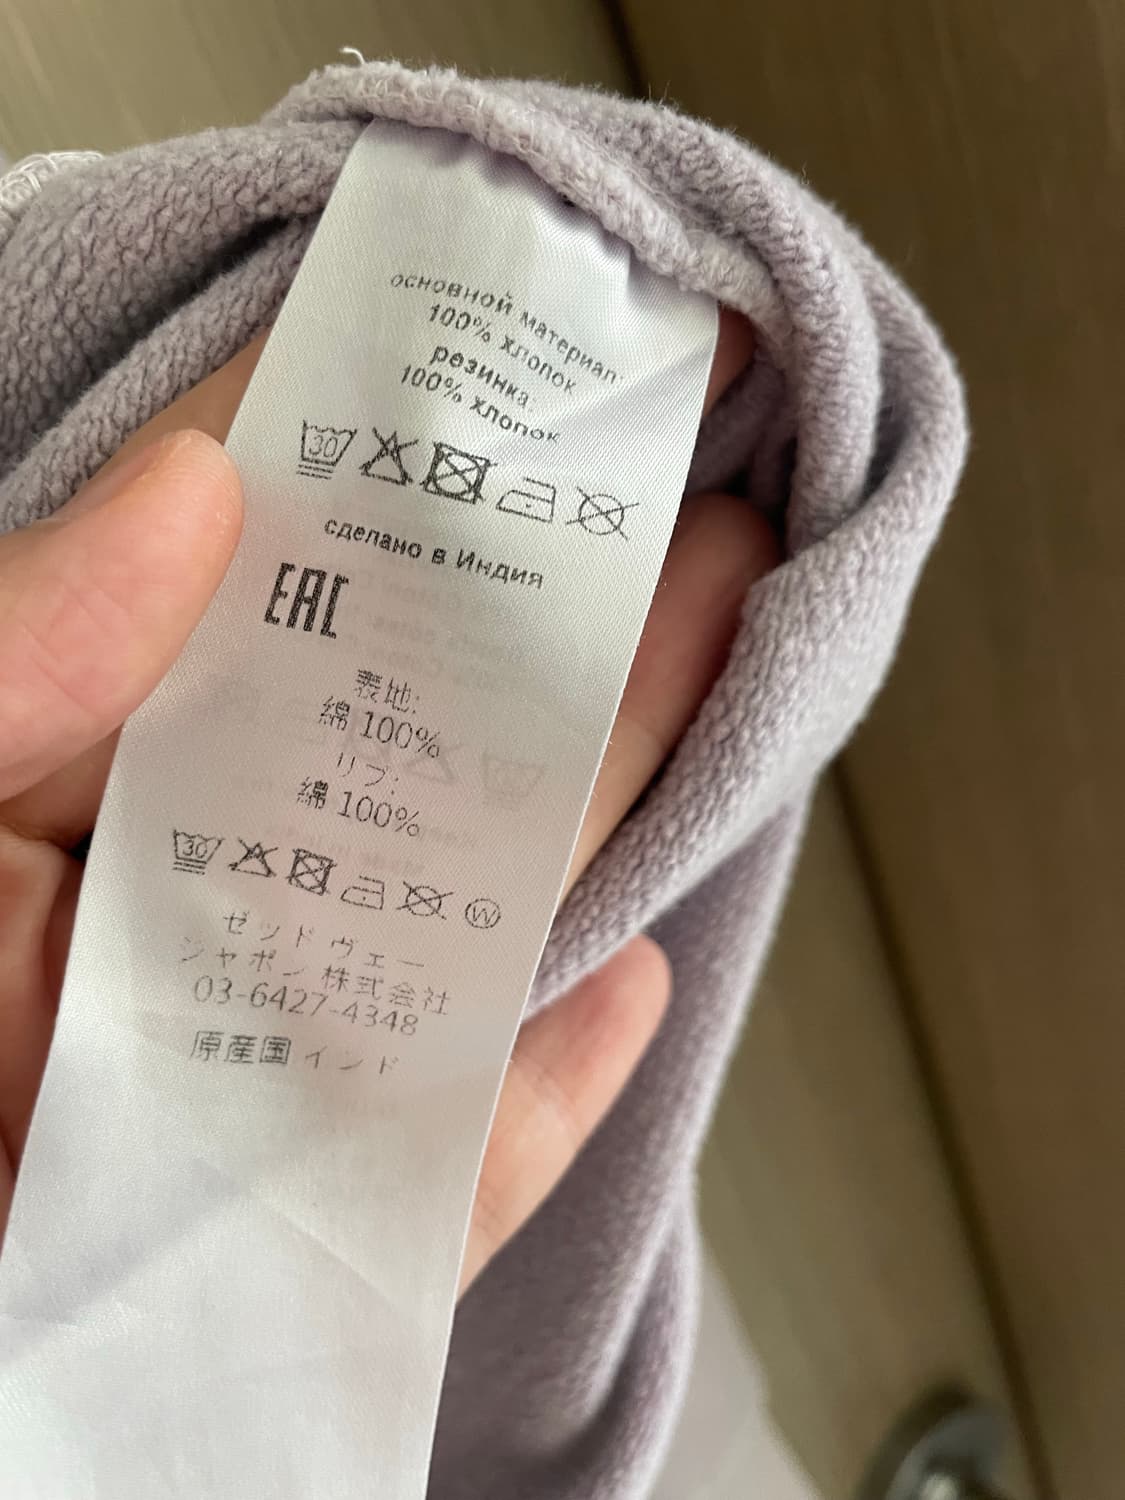 основной материал:
100% хлопок
резинка:
100% хлопок
30
сделано в Индия
EAC
表地:
綿 100%
リブ:
綿 100%
30 W
ゼッド ヴェー
ジャポン 株式会社
03-6427-4348
原産国 インド